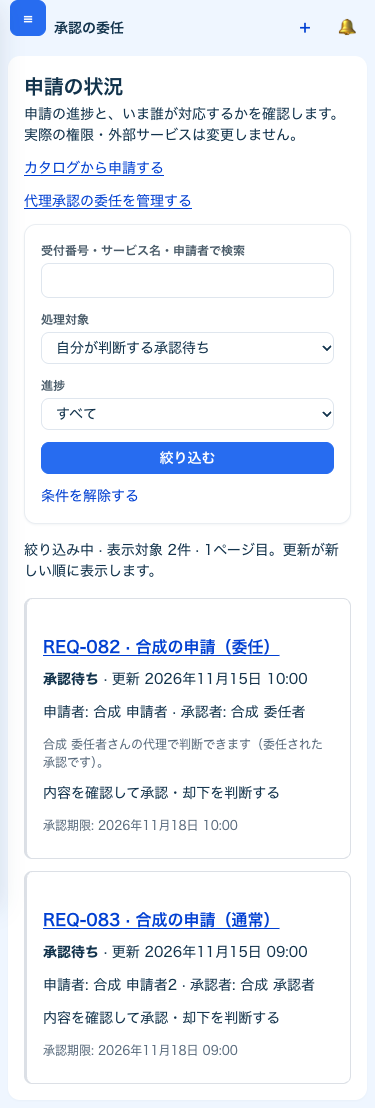 承認の委任
+
申請の状況
申請の進捗と、いま誰が対応するかを確認します。
実際の権限・外部サービスは変更しません。
カタログから申請する
代理承認の委任を管理する
受付番号・サービス名・申請者で検索
処理対象
自分が判断する承認待ち
進捗
すべて
絞り込む
条件を解除する
絞り込み中 · 表示対象 2件 · 1ページ目。更新が新
しい順に表示します。
REQ-082 · 合成の申請（委任）
承認待ち · 更新 2026年11月15日 10:00
申請者: 合成 申請者 · 承認者: 合成 委任者
合成 委任者さんの代理で判断できます（委任された
承認です）。
内容を確認して承認・却下を判断する
承認期限: 2026年11月18日 10:00
REQ-083 · 合成の申請（通常）
承認待ち · 更新 2026年11月15日 09:00
申請者: 合成 申請者2 · 承認者: 合成 承認者
内容を確認して承認・却下を判断する
承認期限: 2026年11月18日 09:00